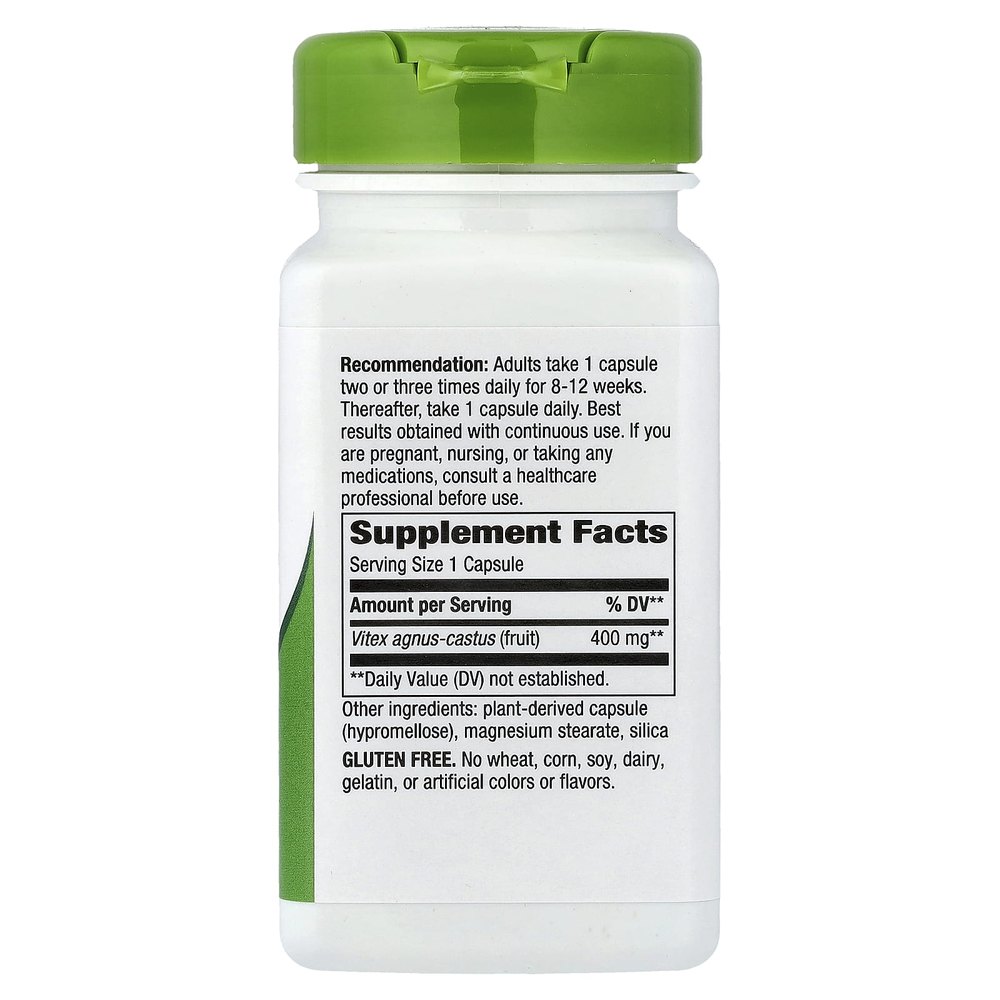 Recommendation: Adults take 1 capsule
two or three times daily for 8-12 weeks.
Thereafter, take 1 capsule daily. Best
results obtained with continuous use. If you
are pregnant, nursing, or taking any
medications, consult a healthcare
professional before use.
Supplement Facts
Serving Size 1 Capsule
Amount per Serving % DV**
Vitex agnus-castus (fruit) 400 mg**
**Daily Value (DV) not established.
Other ingredients: plant-derived capsule
(hypromellose), magnesium stearate, silica
GLUTEN FREE. No wheat, corn, soy, dairy,
gelatin, or artificial colors or flavors.